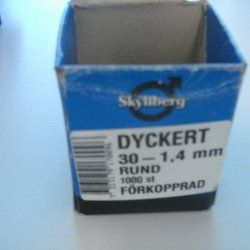 Skyllberg
DYCKERT
30 – 1,4 mm
RUND
1000 st
FÖRKOPPRAD